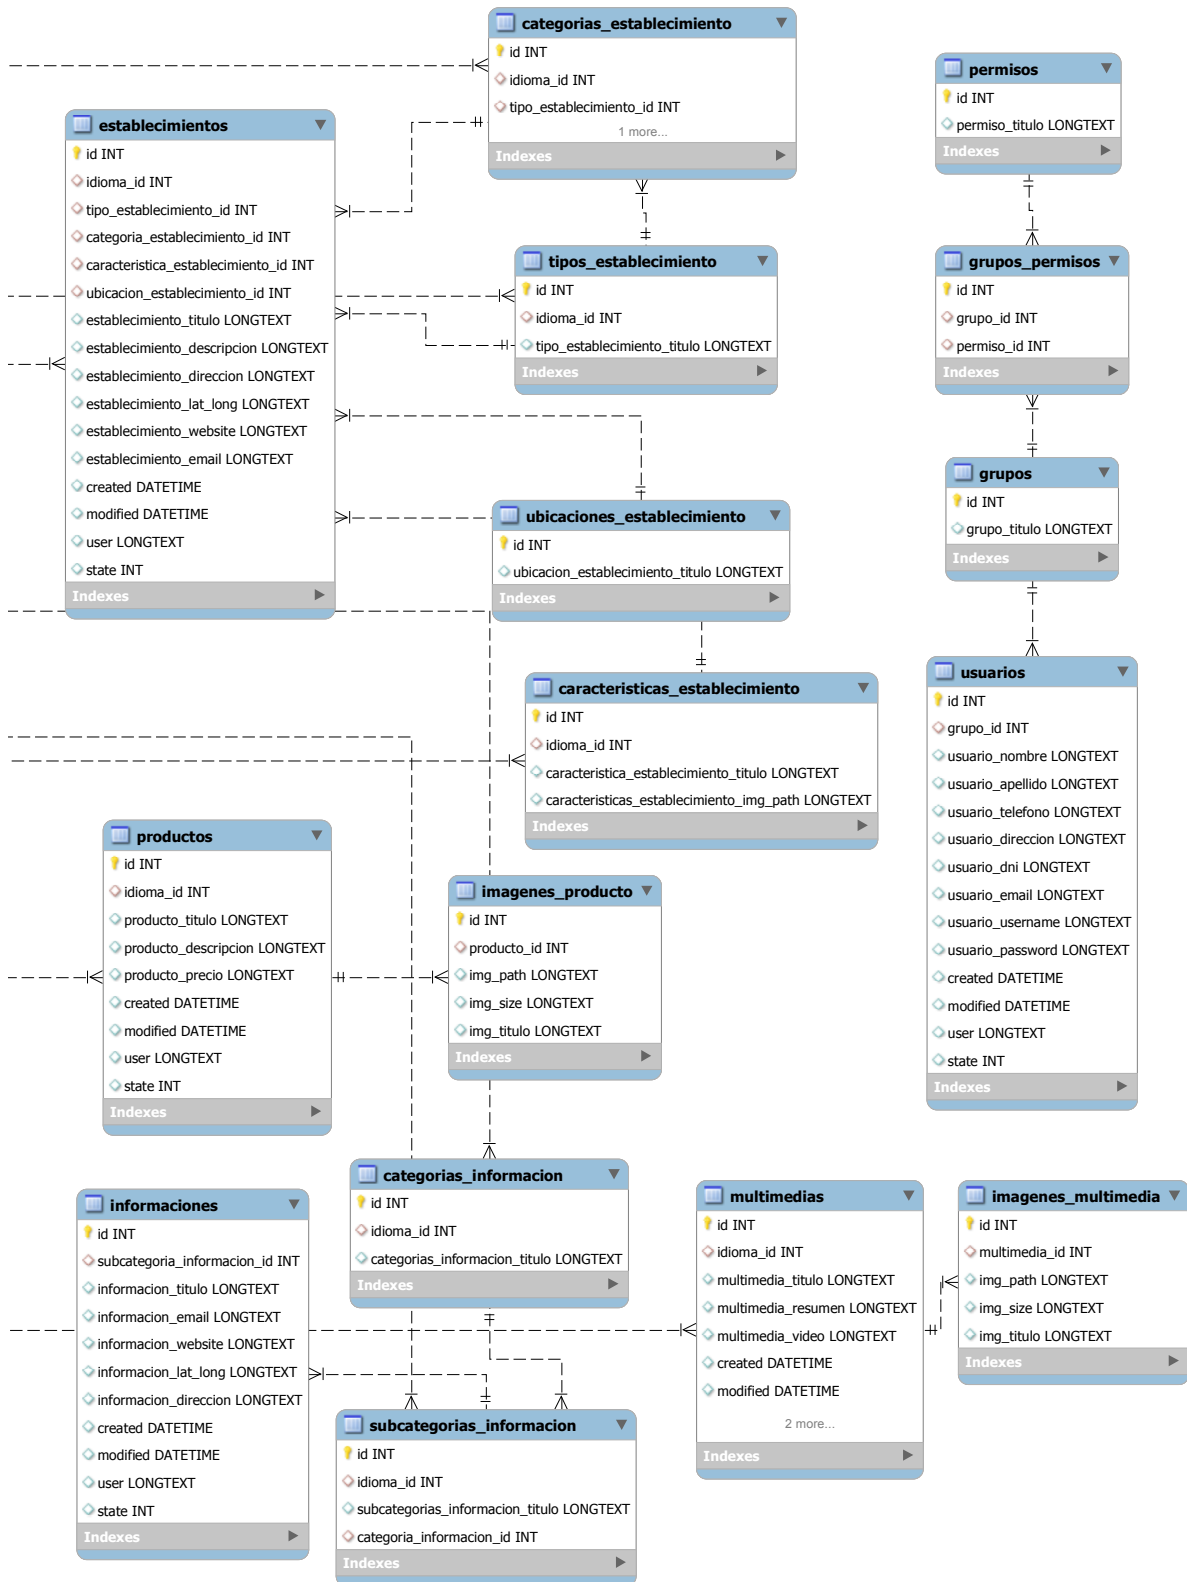 categorias_establecimiento
id INT
idioma_id INT
tipo_establecimiento_id INT
1 more...
Indexes
permisos
id INT
permiso_titulo LONGTEXT
Indexes
establecimientos
id INT
idioma_id INT
tipo_establecimiento_id INT
categoria_establecimiento_id INT
caracteristica_establecimiento_id INT
ubicacion_establecimiento_id INT
establecimiento_titulo LONGTEXT
establecimiento_descripcion LONGTEXT
establecimiento_direccion LONGTEXT
establecimiento_lat_long LONGTEXT
establecimiento_website LONGTEXT
establecimiento_email LONGTEXT
created DATETIME
modified DATETIME
user LONGTEXT
state INT
Indexes
tipos_establecimiento
id INT
idioma_id INT
tipo_establecimiento_titulo LONGTEXT
Indexes
grupos_permisos
id INT
grupo_id INT
permiso_id INT
Indexes
grupos
id INT
grupo_titulo LONGTEXT
Indexes
ubicaciones_establecimiento
id INT
ubicacion_establecimiento_titulo LONGTEXT
Indexes
caracteristicas_establecimiento
id INT
idioma_id INT
caracteristica_establecimiento_titulo LONGTEXT
caracteristicas_establecimiento_img_path LONGTEXT
Indexes
usuarios
id INT
grupo_id INT
usuario_nombre LONGTEXT
usuario_apellido LONGTEXT
usuario_telefono LONGTEXT
usuario_direccion LONGTEXT
usuario_dni LONGTEXT
usuario_email LONGTEXT
usuario_username LONGTEXT
usuario_password LONGTEXT
created DATETIME
modified DATETIME
user LONGTEXT
state INT
Indexes
productos
id INT
idioma_id INT
producto_titulo LONGTEXT
producto_descripcion LONGTEXT
producto_precio LONGTEXT
created DATETIME
modified DATETIME
user LONGTEXT
state INT
Indexes
imagenes_producto
id INT
producto_id INT
img_path LONGTEXT
img_size LONGTEXT
img_titulo LONGTEXT
Indexes
categorias_informacion
id INT
idioma_id INT
categorias_informacion_titulo LONGTEXT
Indexes
informaciones
id INT
subcategoria_informacion_id INT
informacion_titulo LONGTEXT
informacion_email LONGTEXT
informacion_website LONGTEXT
informacion_lat_long LONGTEXT
informacion_direccion LONGTEXT
created DATETIME
modified DATETIME
user LONGTEXT
state INT
Indexes
subcategorias_informacion
id INT
idioma_id INT
subcategorias_informacion_titulo LONGTEXT
categoria_informacion_id INT
Indexes
multimedias
id INT
idioma_id INT
multimedia_titulo LONGTEXT
multimedia_resumen LONGTEXT
multimedia_video LONGTEXT
created DATETIME
modified DATETIME
2 more...
Indexes
imagenes_multimedia
id INT
multimedia_id INT
img_path LONGTEXT
img_size LONGTEXT
img_titulo LONGTEXT
Indexes